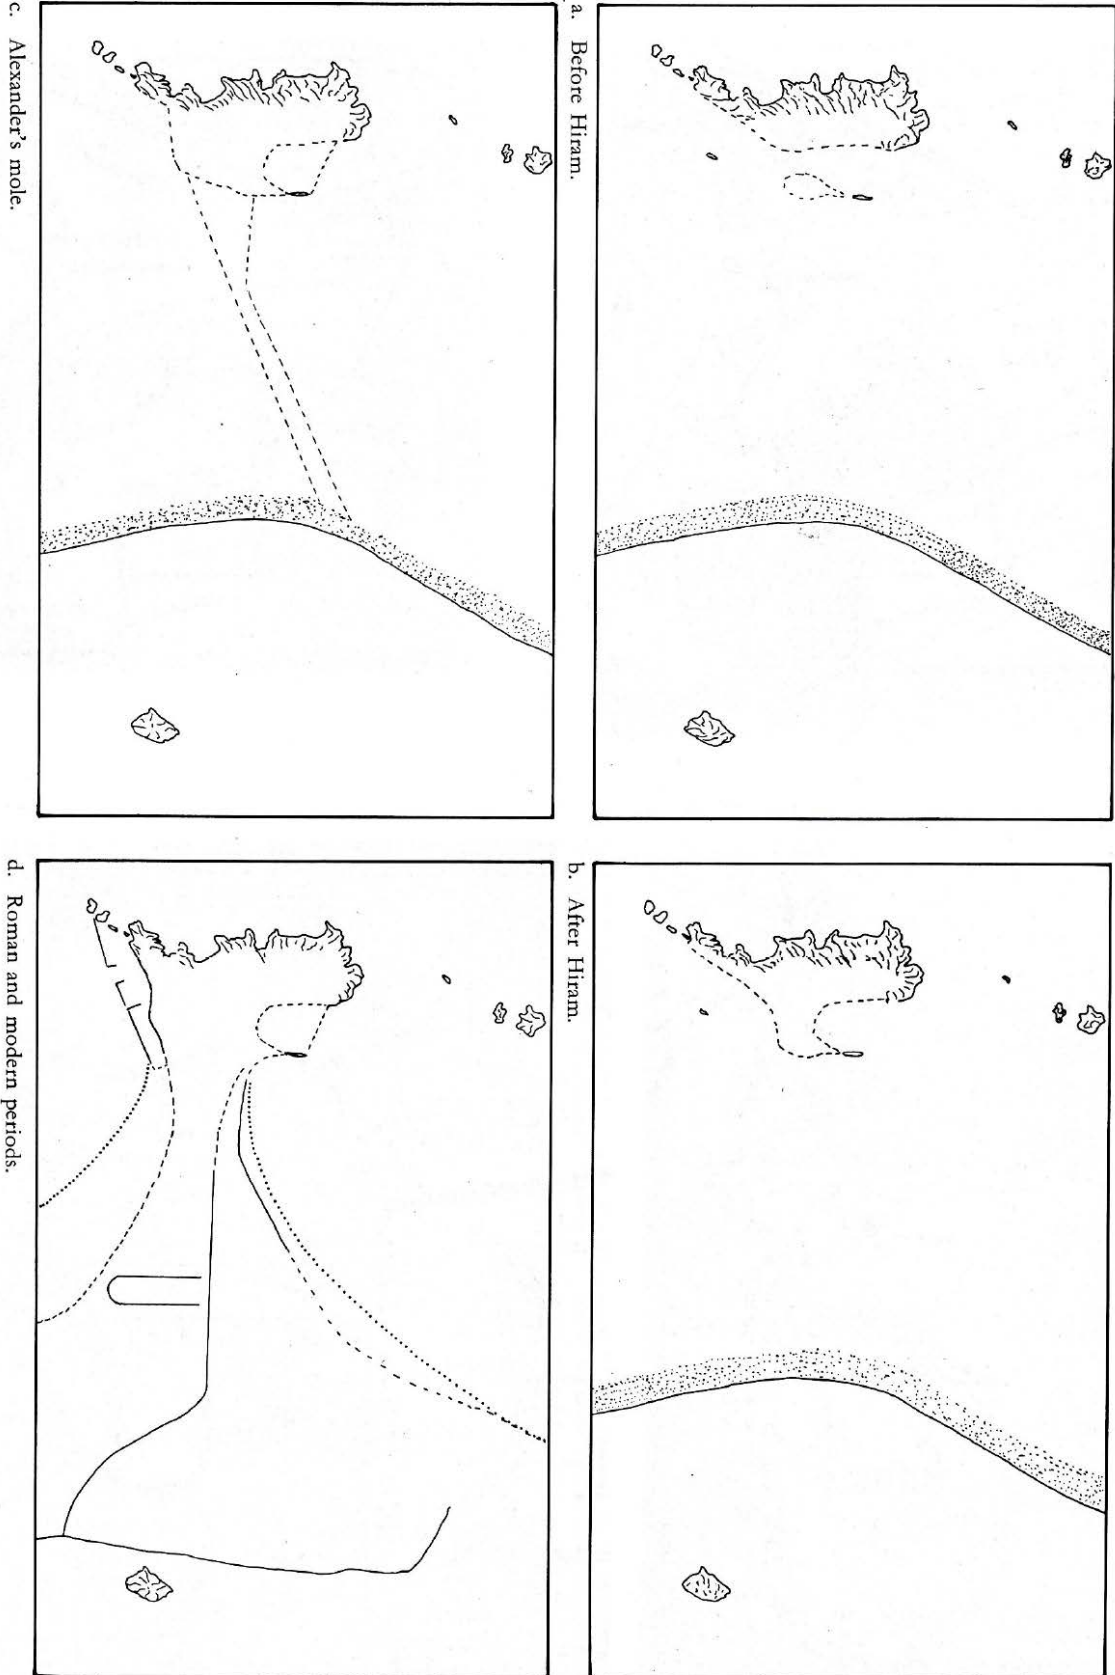 a. Before Hiram.
b. After Hiram.
c. Alexander's mole.
d. Roman and modern periods.